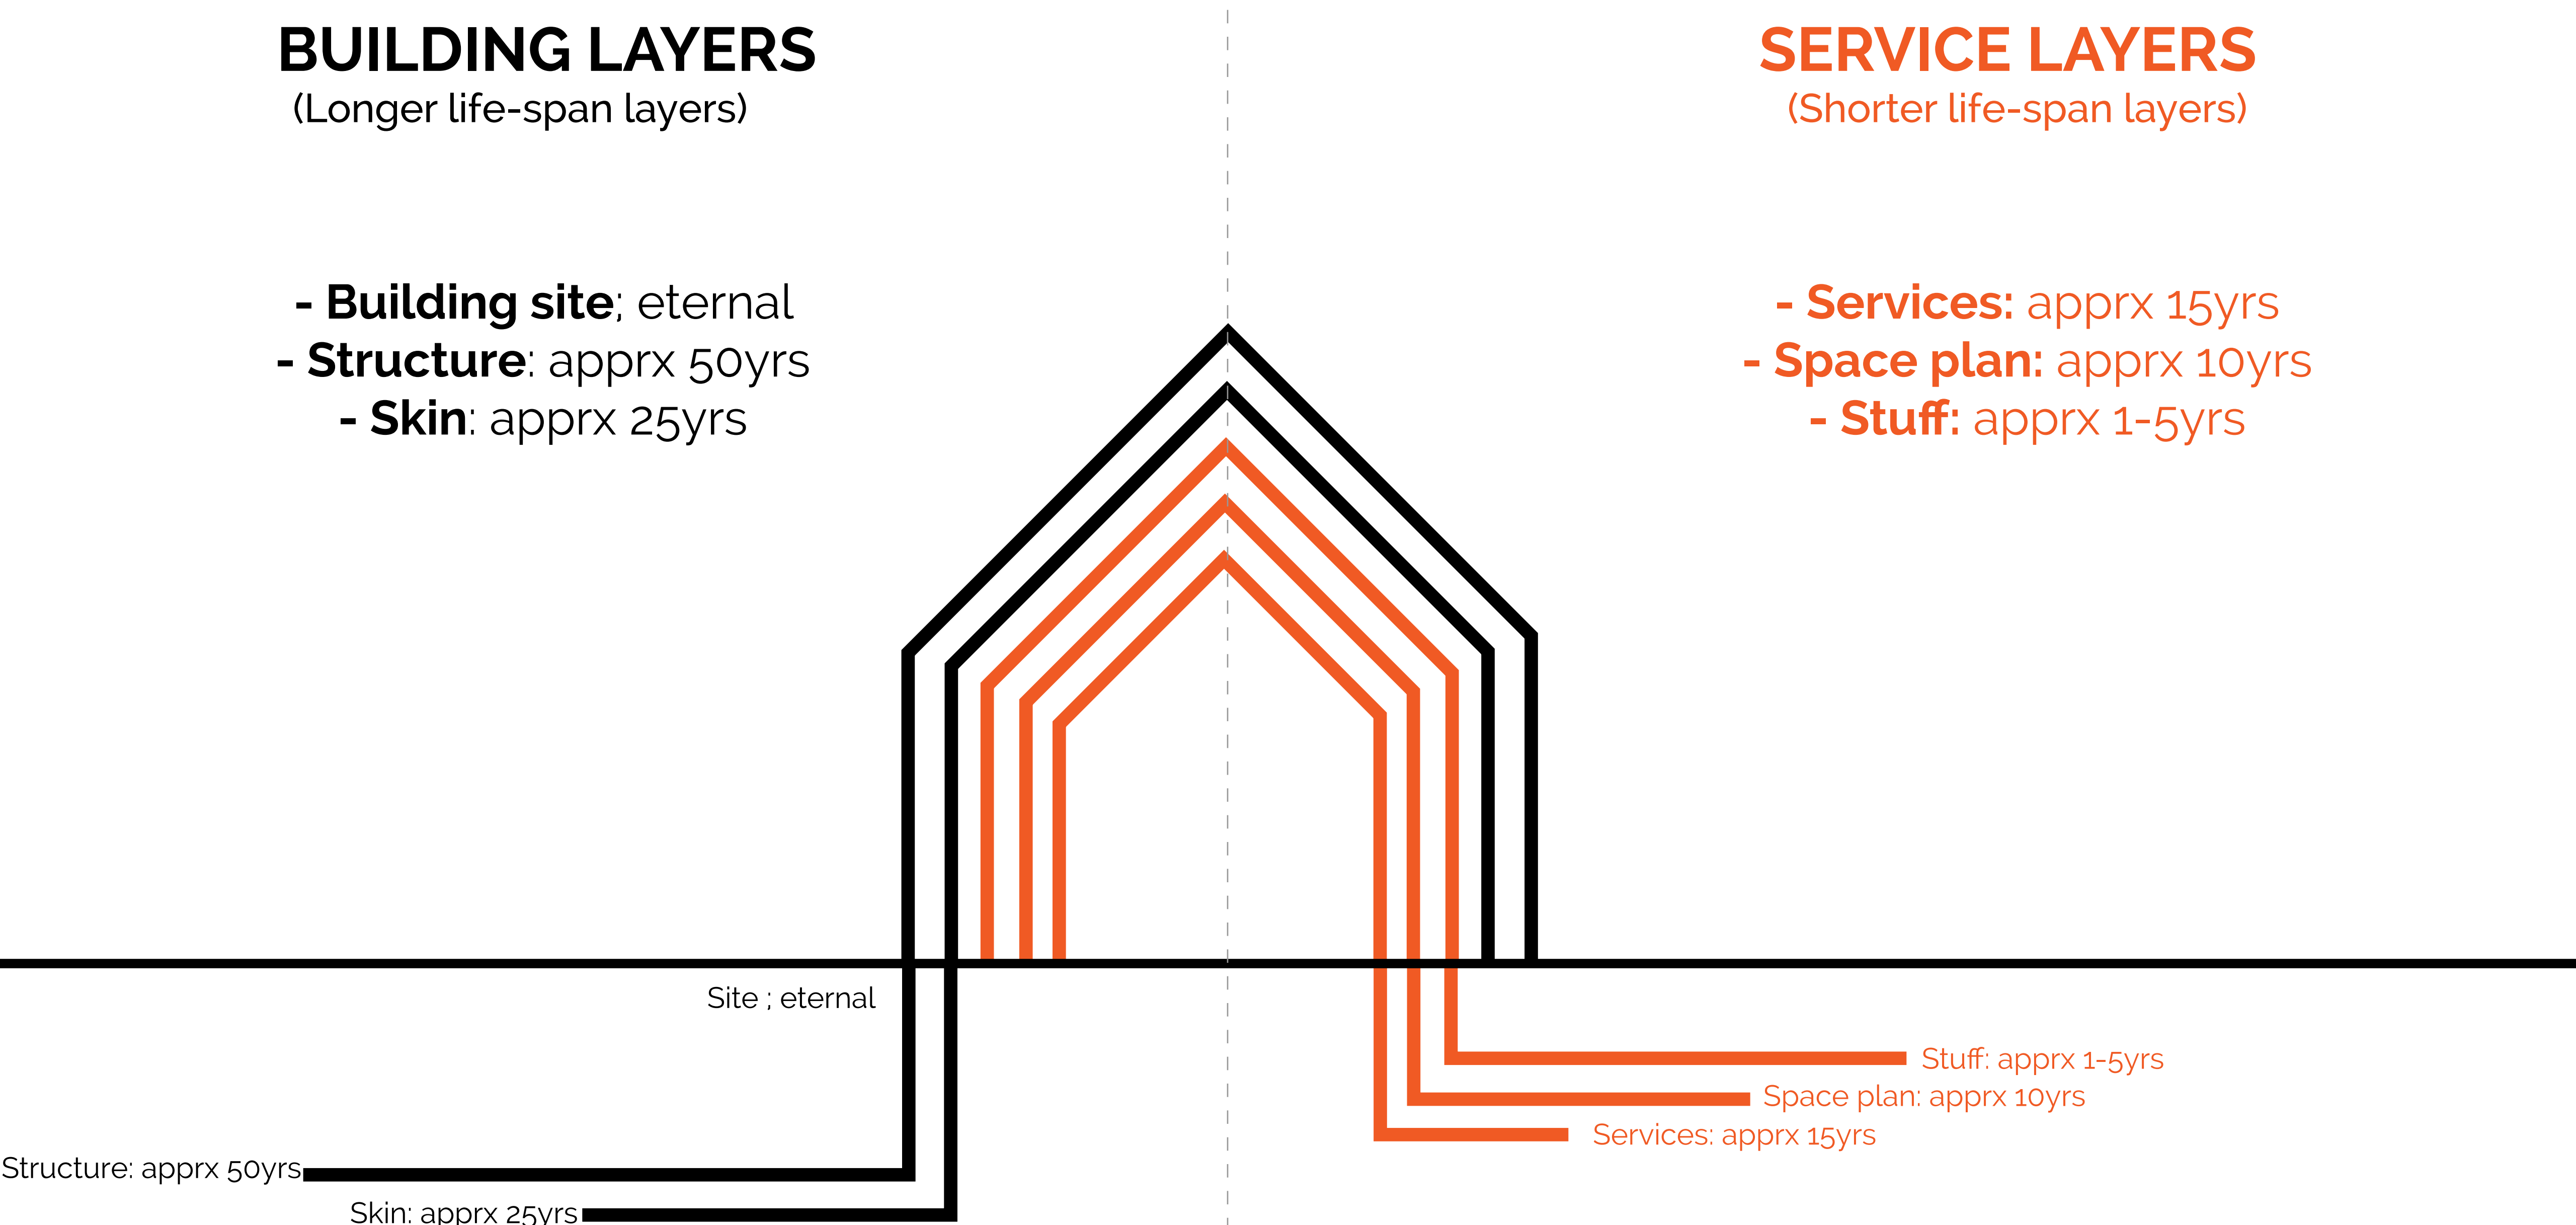 BUILDING LAYERS
(Longer life-span layers)
- Building site; eternal
- Structure: apprx 50yrs
- Skin: apprx 25yrs
SERVICE LAYERS
(Shorter life-span layers)
- Services: apprx 15yrs
- Space plan: apprx 10yrs
- Stuff: apprx 1-5yrs
Site ; eternal
Structure: apprx 50yrs
Skin: apprx 25yrs
Stuff: apprx 1-5yrs
Space plan: apprx 10yrs
Services: apprx 15yrs